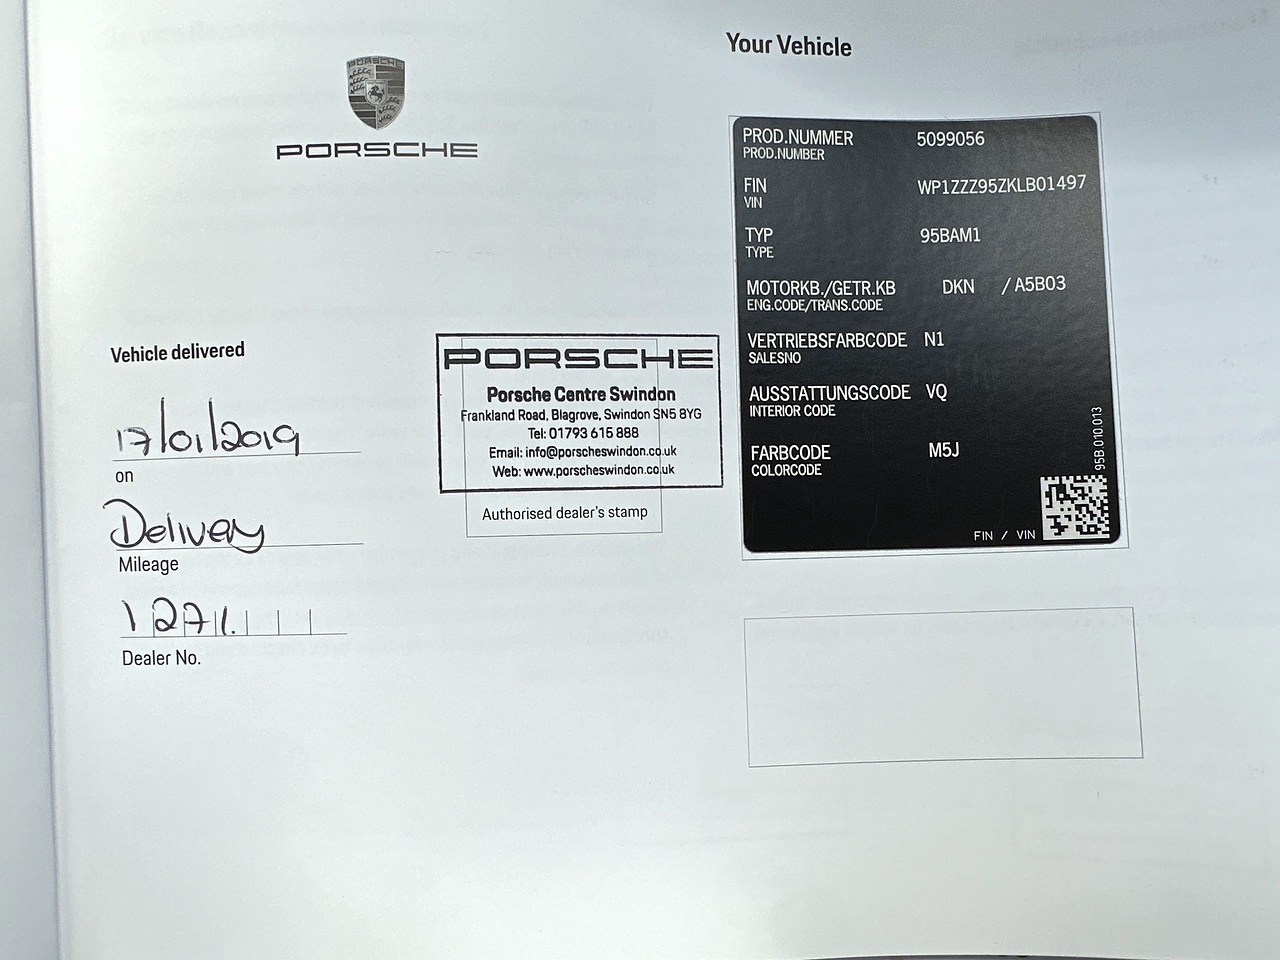 PORSCHE
PORSCHE
Vehicle delivered
17/01/2019
on
Delivery
Mileage
1271.
Dealer No.
PORSCHE
Porsche Centre Swindon
Frankland Road, Blagrove, Swindon SN5 8YG
Tel: 01793 615 888
Email: info@porscheswindon.co.uk
Web: www.porscheswindon.co.uk
Authorised dealer's stamp
Your Vehicle
PROD.NUMMER 5099056
PROD.NUMBER
FIN WP1ZZZ95ZKLB01497
VIN
TYP 95BAM1
TYPE
MOTORKB./GETR.KB DKN / A5B03
ENG.CODE/TRANS.CODE
VERTRIEBSFARBCODE N1
SALESNO
AUSSTATTUNGSCODE VQ
INTERIOR CODE
FARBCODE M5J
COLORCODE
95B.010.013
FIN / VIN